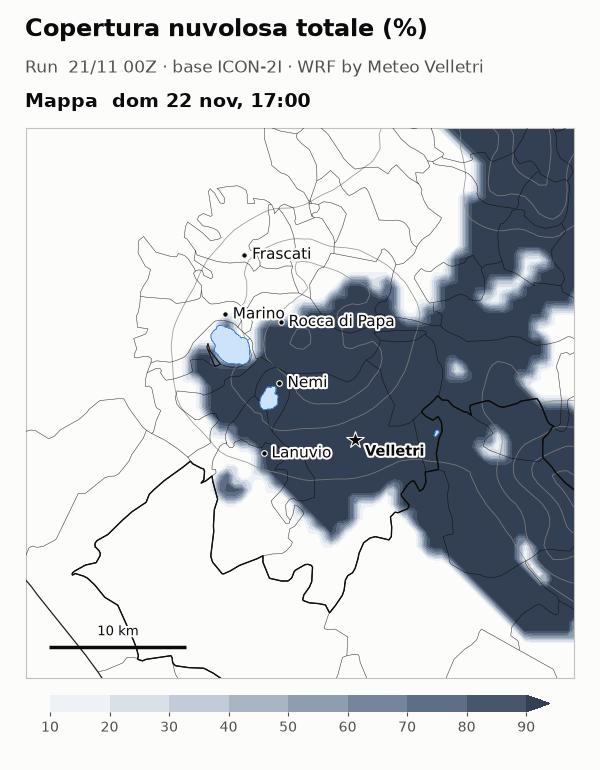 Copertura nuvolosa totale (%)
Run  21/11 00Z · base ICON-2I · WRF by Meteo Velletri
Mappa  dom 22 nov, 17:00
Frascati
Marino
Rocca di Papa
Nemi
Velletri
Lanuvio
10 km
10 20 30 40 50 60 70 80 90